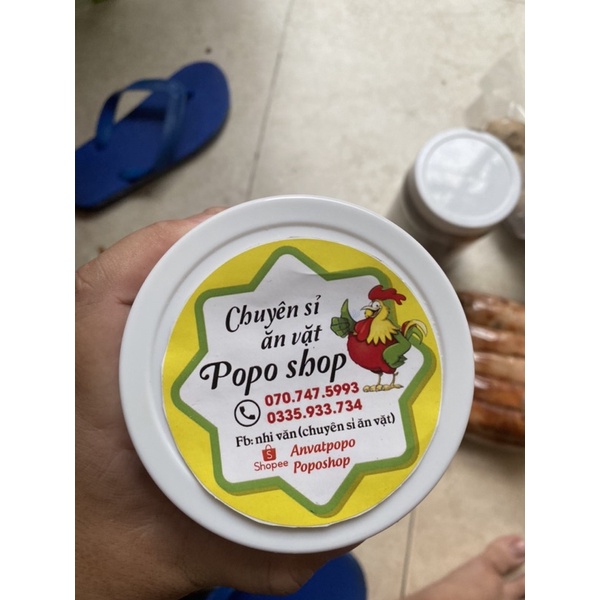 Chuyên sỉ
ăn vặt
Popo shop
070.747.5993
0335.933.734
Fb: nhi văn (chuyên sỉ ăn vặt)
S
Shopee
Anvatpopo
Poposhop